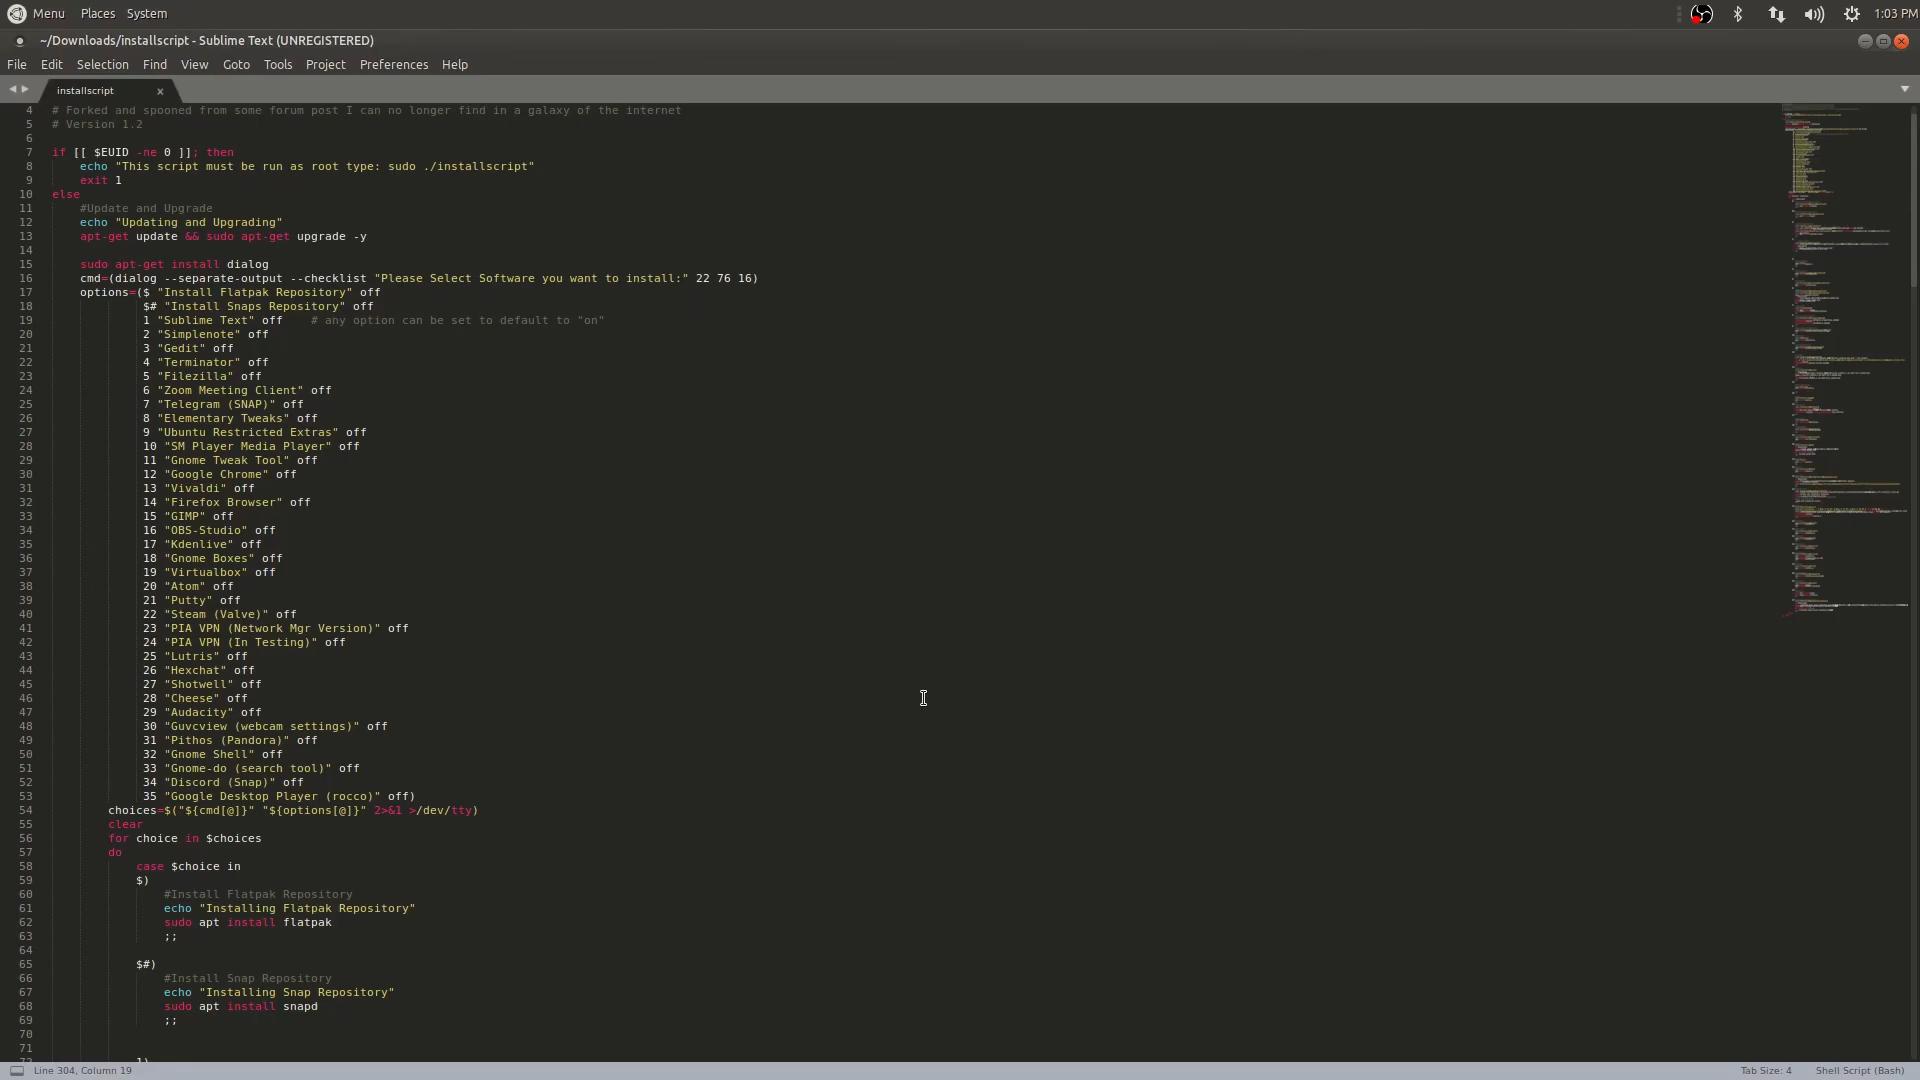 Menu Places System 1:03 PM
~/Downloads/installscript - Sublime Text (UNREGISTERED)
File Edit Selection Find View Goto Tools Project Preferences Help
installscript ×
4 # Forked and spooned from some forum post I can no longer find in a galaxy of the internet
5 # Version 1.2
6
7 if [[ $EUID -ne 0 ]]; then
8 echo "This script must be run as root type: sudo ./installscript"
9 exit 1
10 else
11 #Update and Upgrade
12 echo "Updating and Upgrading"
13 apt-get update && sudo apt-get upgrade -y
14
15 sudo apt-get install dialog
16 cmd=(dialog --separate-output --checklist "Please Select Software you want to install:" 22 76 16)
17 options=($ "Install Flatpak Repository" off
18 $# "Install Snaps Repository" off
19 1 "Sublime Text" off # any option can be set to default to "on"
20 2 "Simplenote" off
21 3 "Gedit" off
22 4 "Terminator" off
23 5 "Filezilla" off
24 6 "Zoom Meeting Client" off
25 7 "Telegram (SNAP)" off
26 8 "Elementary Tweaks" off
27 9 "Ubuntu Restricted Extras" off
28 10 "SM Player Media Player" off
29 11 "Gnome Tweak Tool" off
30 12 "Google Chrome" off
31 13 "Vivaldi" off
32 14 "Firefox Browser" off
33 15 "GIMP" off
34 16 "OBS-Studio" off
35 17 "Kdenlive" off
36 18 "Gnome Boxes" off
37 19 "Virtualbox" off
38 20 "Atom" off
39 21 "Putty" off
40 22 "Steam (Valve)" off
41 23 "PIA VPN (Network Mgr Version)" off
42 24 "PIA VPN (In Testing)" off
43 25 "Lutris" off
44 26 "Hexchat" off
45 27 "Shotwell" off
46 28 "Cheese" off
47 29 "Audacity" off
48 30 "Guvcview (webcam settings)" off
49 31 "Pithos (Pandora)" off
50 32 "Gnome Shell" off
51 33 "Gnome-do (search tool)" off
52 34 "Discord (Snap)" off
53 35 "Google Desktop Player (rocco)" off)
54 choices=$("${cmd[@]}" "${options[@]}" 2>&1 >/dev/tty)
55 clear
56 for choice in $choices
57 do
58 case $choice in
59 $)
60 #Install Flatpak Repository
61 echo "Installing Flatpak Repository"
62 sudo apt install flatpak
63 ;;
64
65 $#)
66 #Install Snap Repository
67 echo "Installing Snap Repository"
68 sudo apt install snapd
69 ;;
70
71
72 1)
Line 304, Column 19 Tab Size: 4 Shell Script (Bash)